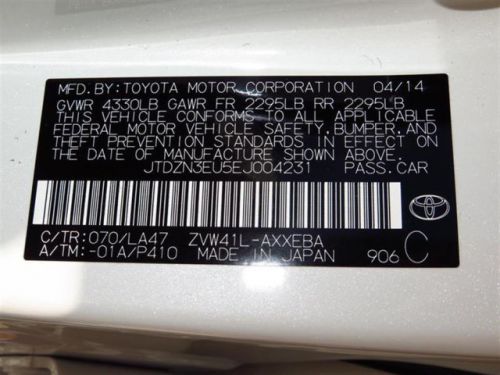 MFD.BY:TOYOTA MOTOR CORPORATION 04/14
GVWR 4330LB GAWR FR 2295LB RR 2295LB
THIS VEHICLE CONFORMS TO ALL APPLICABLE
FEDERAL MOTOR VEHICLE SAFETY,BUMPER,AND
THEFT PREVENTION STANDARDS IN EFFECT ON
THE DATE OF MANUFACTURE SHOWN ABOVE.
JTDZN3EU5EJ004231 PASS.CAR
C/TR:070/LA47 ZVW41L-AXXEBA
A/TM:-01A/P410 MADE IN JAPAN 906 C
TOYOTA